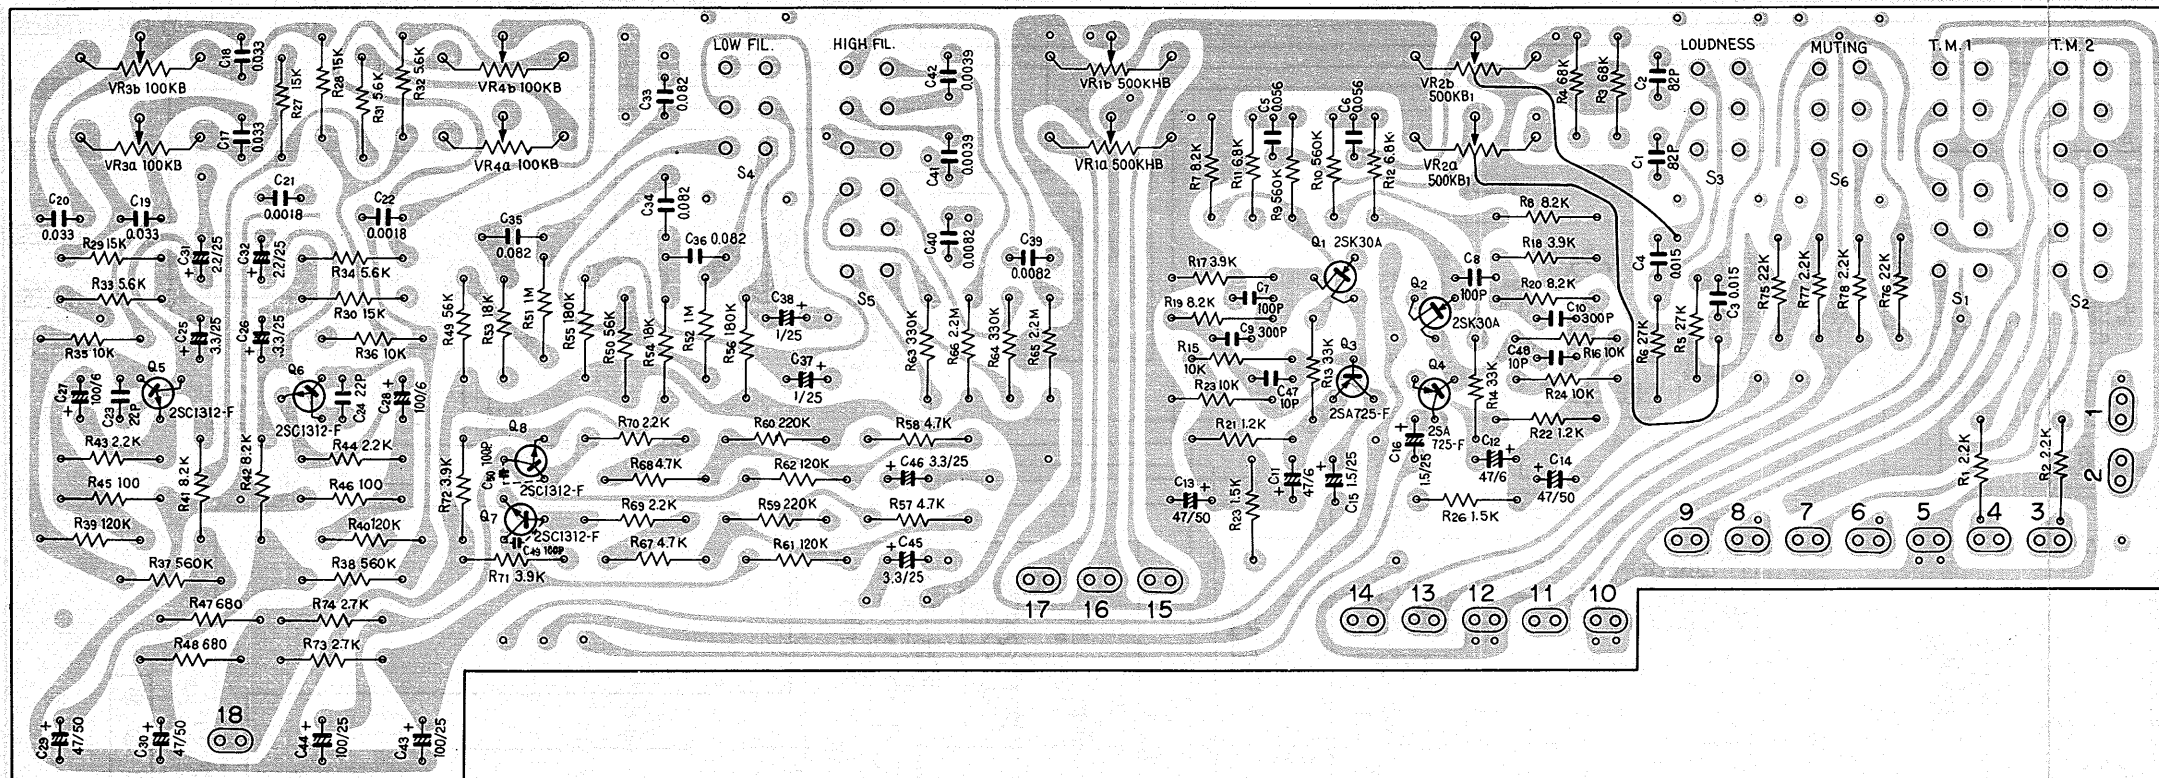 LOW FIL.
HIGH FIL.
LOUDNESS
MUTING
T.M.1
T.M.2
VR3b 100KB
C18 0.033
R27 15K
R28 15K
R31 5.6K
R32 5.6K
VR4b 100KB
C33 0.082
C42 0.0039
VR1b 500KHB
C5 0.056
C6 0.056
VR2b
500KB1
R4 68K
R3 68K
C2 82P
VR3a 100KB
C17 0.033
VR4a 100KB
S4
C41 0.0039
VR1a 500KHB
R7 8.2K
R11 6.8K
R9 560K
R10 560K
R12 6.8K
VR2a
500KB1
C1 82P
S3
S6
C20
0.033
C19
0.033
C21
0.0018
C22
0.0018
C34 0.082
R8 8.2K
R29 15K
C31 2.2/25
C32 2.2/25
R34 5.6K
C35
0.082
C36 0.082
C40 0.0082
C39
0.0082
Q1 2SK30A
R18 3.9K
C4 0.015
R33 5.6K
R30 15K
R17 3.9K
C7
100P
C8
100P
R20 8.2K
C3 0.015
R75 22K
R77 2.2K
R78 2.2K
R76 22K
S5
S1
S2
R35 10K
C25 3.3/25
C26 3.3/25
R36 10K
R49 56K
R53 18K
R51 1M
R55 180K
R50 56K
R54 18K
R52 1M
R56 180K
C38
1/25
R63 330K
R66 2.2M
R64 330K
R65 2.2M
R19 8.2K
C9 300P
Q2
2SK30A
C10 300P
R16 10K
R6 27K
R5 27K
C27 100/6
C23 22P
Q5
2SC1312-F
Q6
2SC1312-F
C24 22P
C28 100/6
C37
1/25
R15
10K
R23 10K
C47
10P
R13 33K
Q3
2SA725-F
Q4
2SA
725-F
R14 33K
C48
10P
R24 10K
1
R43 2.2K
R44 2.2K
Q8
2SC1312-F
C50 100P
R70 2.2K
R60 220K
R58 4.7K
R21 1.2K
C16 1.5/25
R22 1.2K
2
R45 100
R41 8.2K
R42 8.2K
R46 100
R72 3.9K
R68 4.7K
R62 120K
C46 3.3/25
C13
47/50
R23 1.5K
C11 47/6
C15 1.5/25
C12
47/6
C14
47/50
R1 2.2K
R2 2.2K
R39 120K
R40 120K
Q7
2SC1312-F
C49 100P
R69 2.2K
R59 220K
R57 4.7K
R26 1.5K
9 8 7 6 5 4 3
R37 560K
R38 560K
R71 3.9K
R67 4.7K
R61 120K
C45
3.3/25
R47 680
R74 2.7K
17 16 15
14 13 12 11 10
R48 680
R73 2.7K
C29 47/50
C30 47/50
18
C44 100/25
C43 100/25